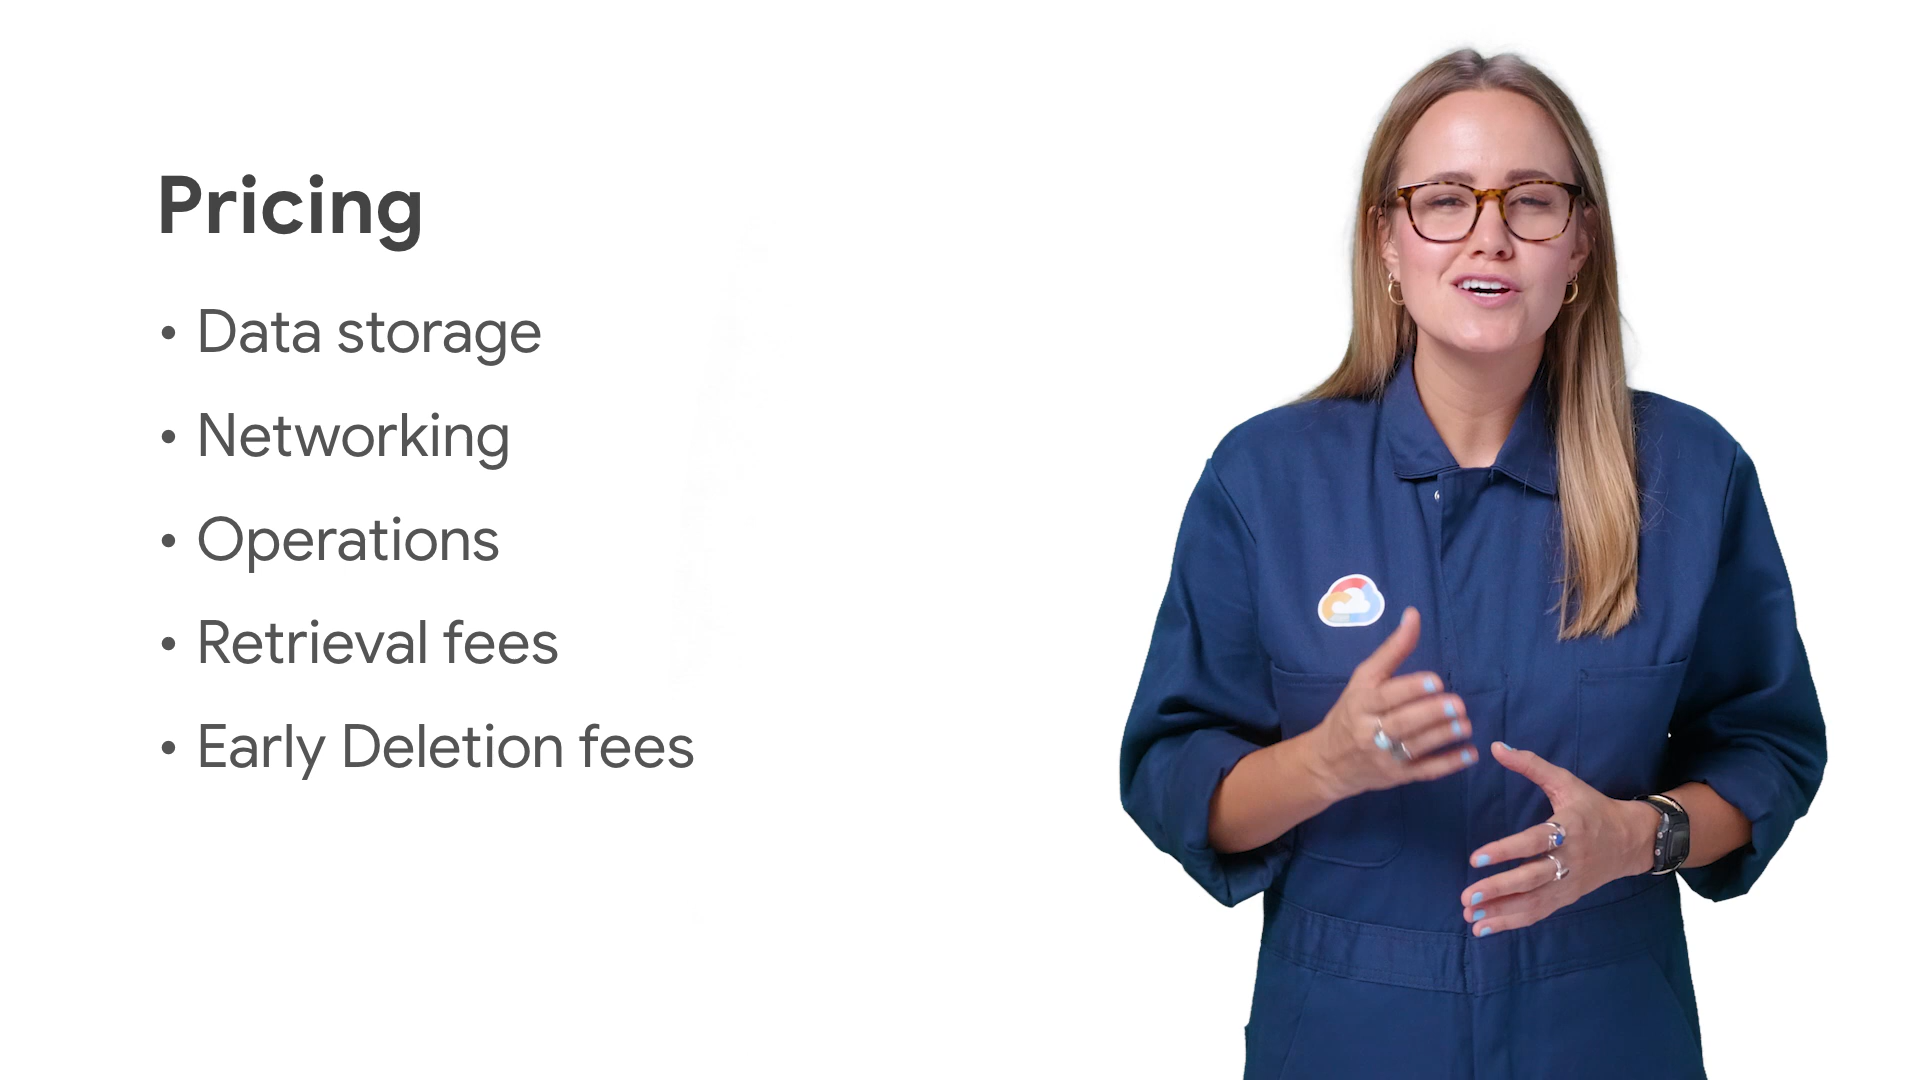 Pricing
• Data storage
• Networking
• Operations
• Retrieval fees
• Early Deletion fees